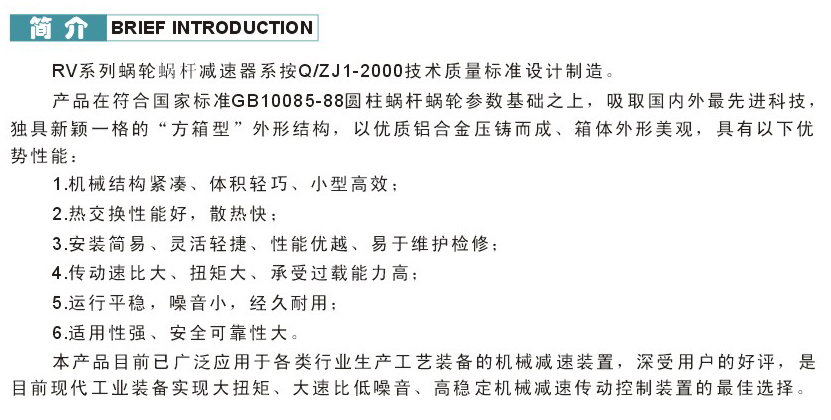 简介 BRIEF INTRODUCTION
RV系列蜗轮蜗杆减速器系按Q/ZJ1-2000技术质量标准设计制造。
产品在符合国家标准GB10085-88圆柱蜗杆蜗轮参数基础之上，吸取国内外最先进科技，
独具新颖一格的“方箱型”外形结构，以优质铝合金压铸而成、箱体外形美观，具有以下优
势性能：
1.机械结构紧凑、体积轻巧、小型高效；
2.热交换性能好，散热快；
3.安装简易、灵活轻捷、性能优越、易于维护检修；
4.传动速比大、扭矩大、承受过载能力高；
5.运行平稳，噪音小，经久耐用；
6.适用性强、安全可靠性大。
本产品目前已广泛应用于各类行业生产工艺装备的机械减速装置，深受用户的好评，是
目前现代工业装备实现大扭矩、大速比低噪音、高稳定机械减速传动控制装置的最佳选择。